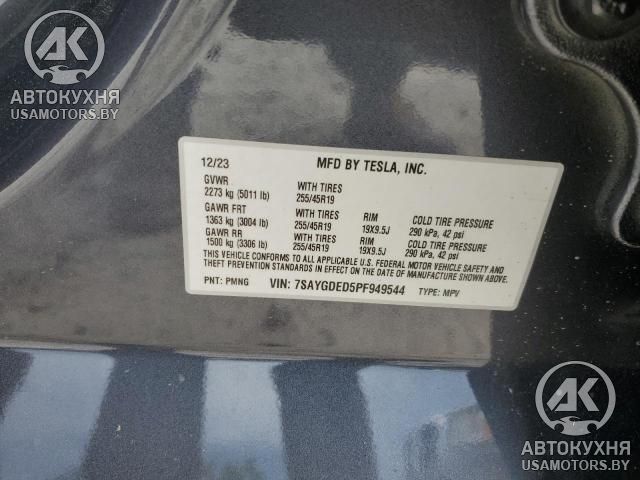 AK
АВТОКУХНЯ
USAMOTORS.BY
12/23 MFD BY TESLA, INC.
GVWR
2273 kg (5011 lb) WITH TIRES 255/45R19
GAWR FRT
1363 kg (3004 lb) WITH TIRES 255/45R19 RIM 19X9.5J COLD TIRE PRESSURE 290 kPa, 42 psi
GAWR RR
1500 kg (3306 lb) WITH TIRES 255/45R19 RIM 19X9.5J COLD TIRE PRESSURE 290 kPa, 42 psi
THIS VEHICLE CONFORMS TO ALL APPLICABLE U.S. FEDERAL MOTOR VEHICLE SAFETY AND
THEFT PREVENTION STANDARDS IN EFFECT ON THE DATE OF MANUFACTURE SHOWN ABOVE.
PNT: PMNG VIN: 7SAYGDED5PF949544 TYPE: MPV
AK
АВТОКУХНЯ
USAMOTORS.BY